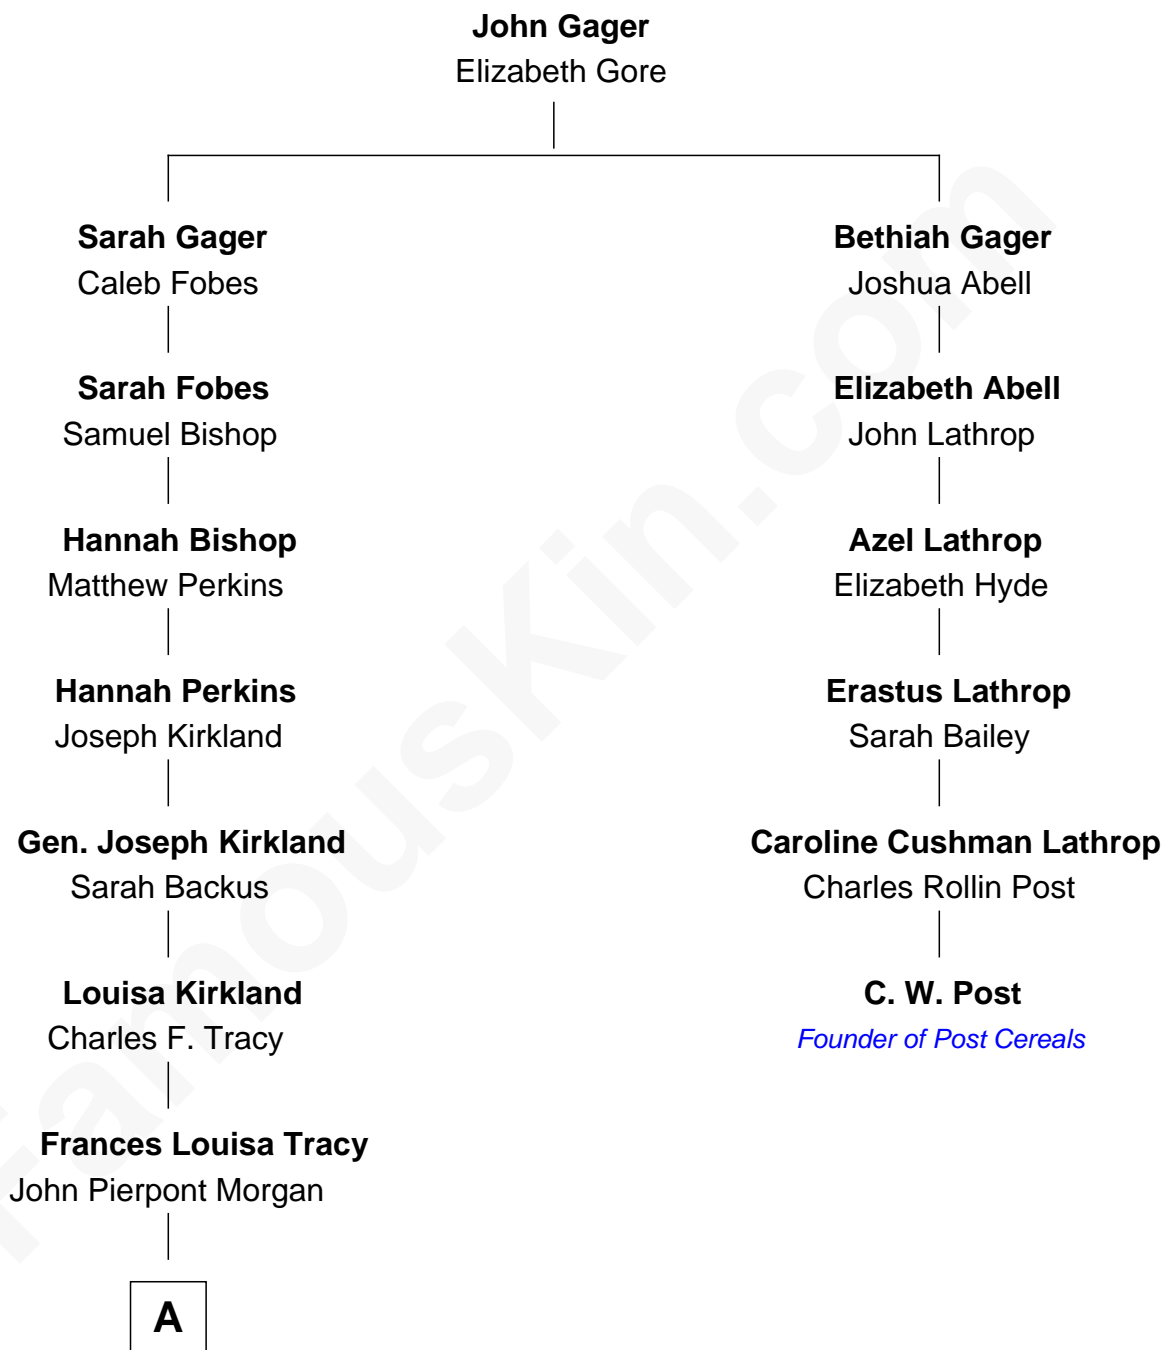 John Gager
Elizabeth Gore
Sarah Gager
Caleb Fobes
Bethiah Gager
Joshua Abell
Sarah Fobes
Samuel Bishop
Elizabeth Abell
John Lathrop
Hannah Bishop
Matthew Perkins
Azel Lathrop
Elizabeth Hyde
Hannah Perkins
Joseph Kirkland
Erastus Lathrop
Sarah Bailey
Gen. Joseph Kirkland
Sarah Backus
Caroline Cushman Lathrop
Charles Rollin Post
Louisa Kirkland
Charles F. Tracy
C. W. Post
Founder of Post Cereals
Frances Louisa Tracy
John Pierpont Morgan
A
FamousKin.com